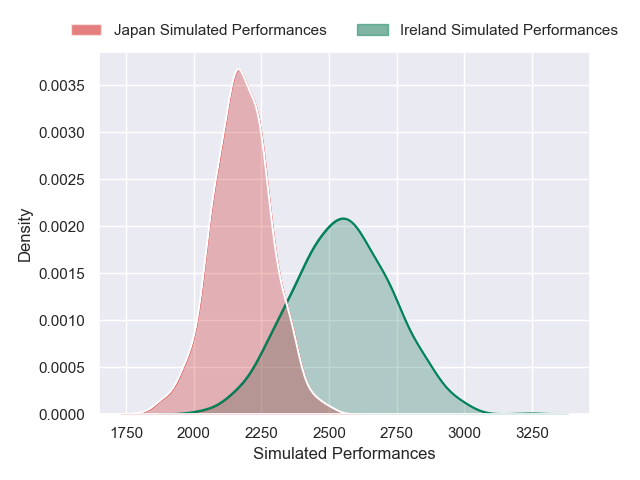 Japan Simulated Performances Ireland Simulated Performances
0.0035
0.0030
0.0025
0.0020
0.0015
0.0010
0.0005
0.0000
Density
1750 2000 2250 2500 2750 3000 3250
Simulated Performances